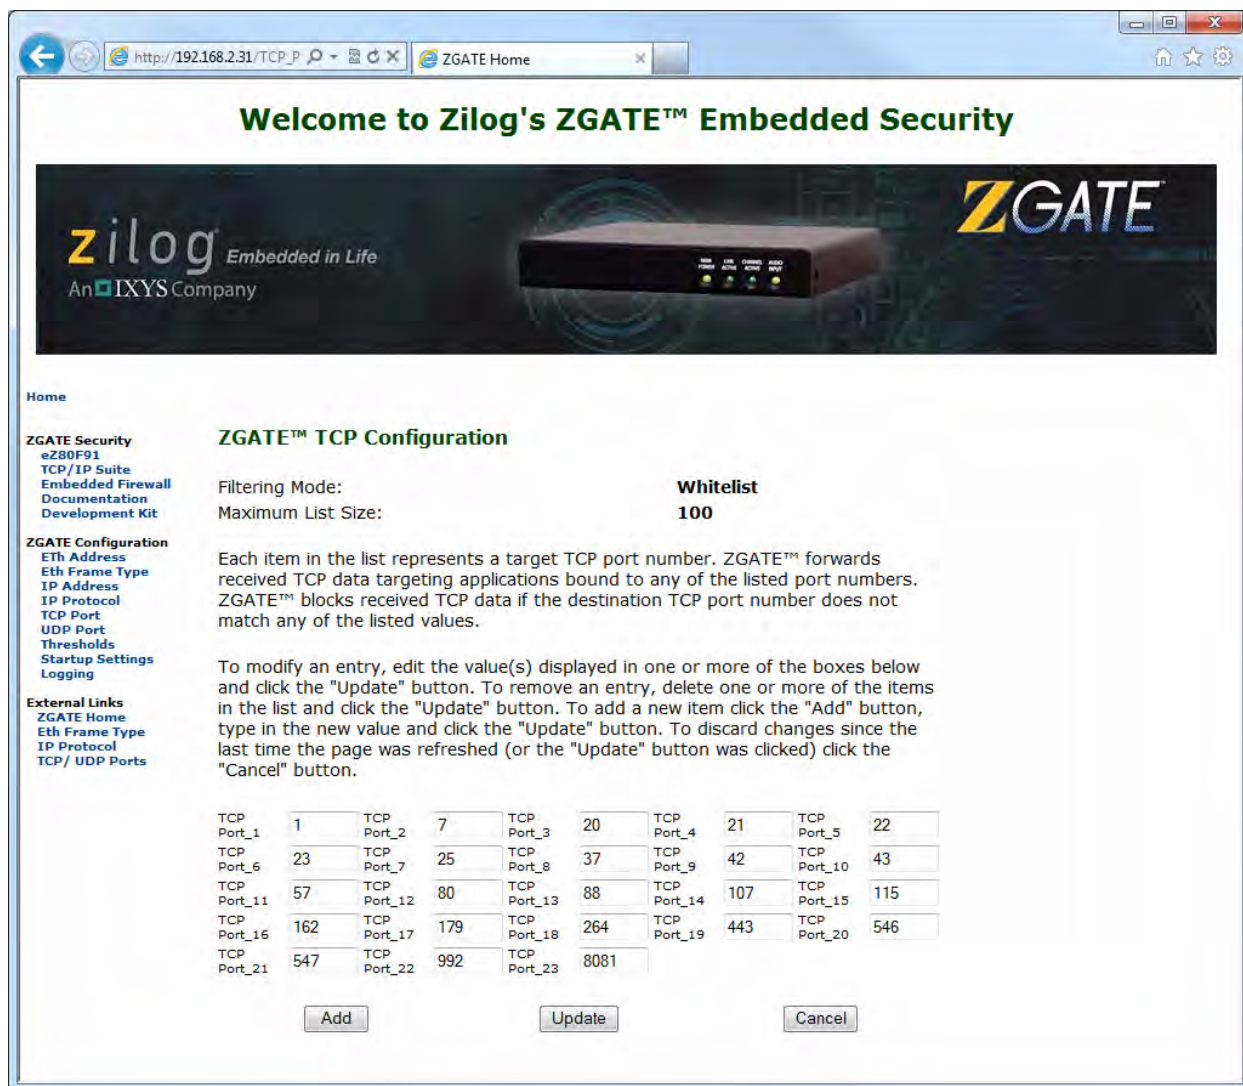 http://192.168.2.31/TCP_P
ZGATE Home
Welcome to Zilog's ZGATE™ Embedded Security
zilog Embedded in Life
An IXYS Company
MAIN POWER
LINK ACTIVE
CHANNEL ACTIVE
AUDIO INPUT
ZGATE
Home
ZGATE Security
eZ80F91
TCP/IP Suite
Embedded Firewall
Documentation
Development Kit
ZGATE Configuration
ETh Address
Eth Frame Type
IP Address
IP Protocol
TCP Port
UDP Port
Thresholds
Startup Settings
Logging
External Links
ZGATE Home
Eth Frame Type
IP Protocol
TCP/ UDP Ports
ZGATE™ TCP Configuration
Filtering Mode: Whitelist
Maximum List Size: 100
Each item in the list represents a target TCP port number. ZGATE™ forwards
received TCP data targeting applications bound to any of the listed port numbers.
ZGATE™ blocks received TCP data if the destination TCP port number does not
match any of the listed values.
To modify an entry, edit the value(s) displayed in one or more of the boxes below
and click the "Update" button. To remove an entry, delete one or more of the items
in the list and click the "Update" button. To add a new item click the "Add" button,
type in the new value and click the "Update" button. To discard changes since the
last time the page was refreshed (or the "Update" button was clicked) click the
"Cancel" button.
TCP Port_1 1 TCP Port_2 7 TCP Port_3 20 TCP Port_4 21 TCP Port_5 22
TCP Port_6 23 TCP Port_7 25 TCP Port_8 37 TCP Port_9 42 TCP Port_10 43
TCP Port_11 57 TCP Port_12 80 TCP Port_13 88 TCP Port_14 107 TCP Port_15 115
TCP Port_16 162 TCP Port_17 179 TCP Port_18 264 TCP Port_19 443 TCP Port_20 546
TCP Port_21 547 TCP Port_22 992 TCP Port_23 8081
Add Update Cancel